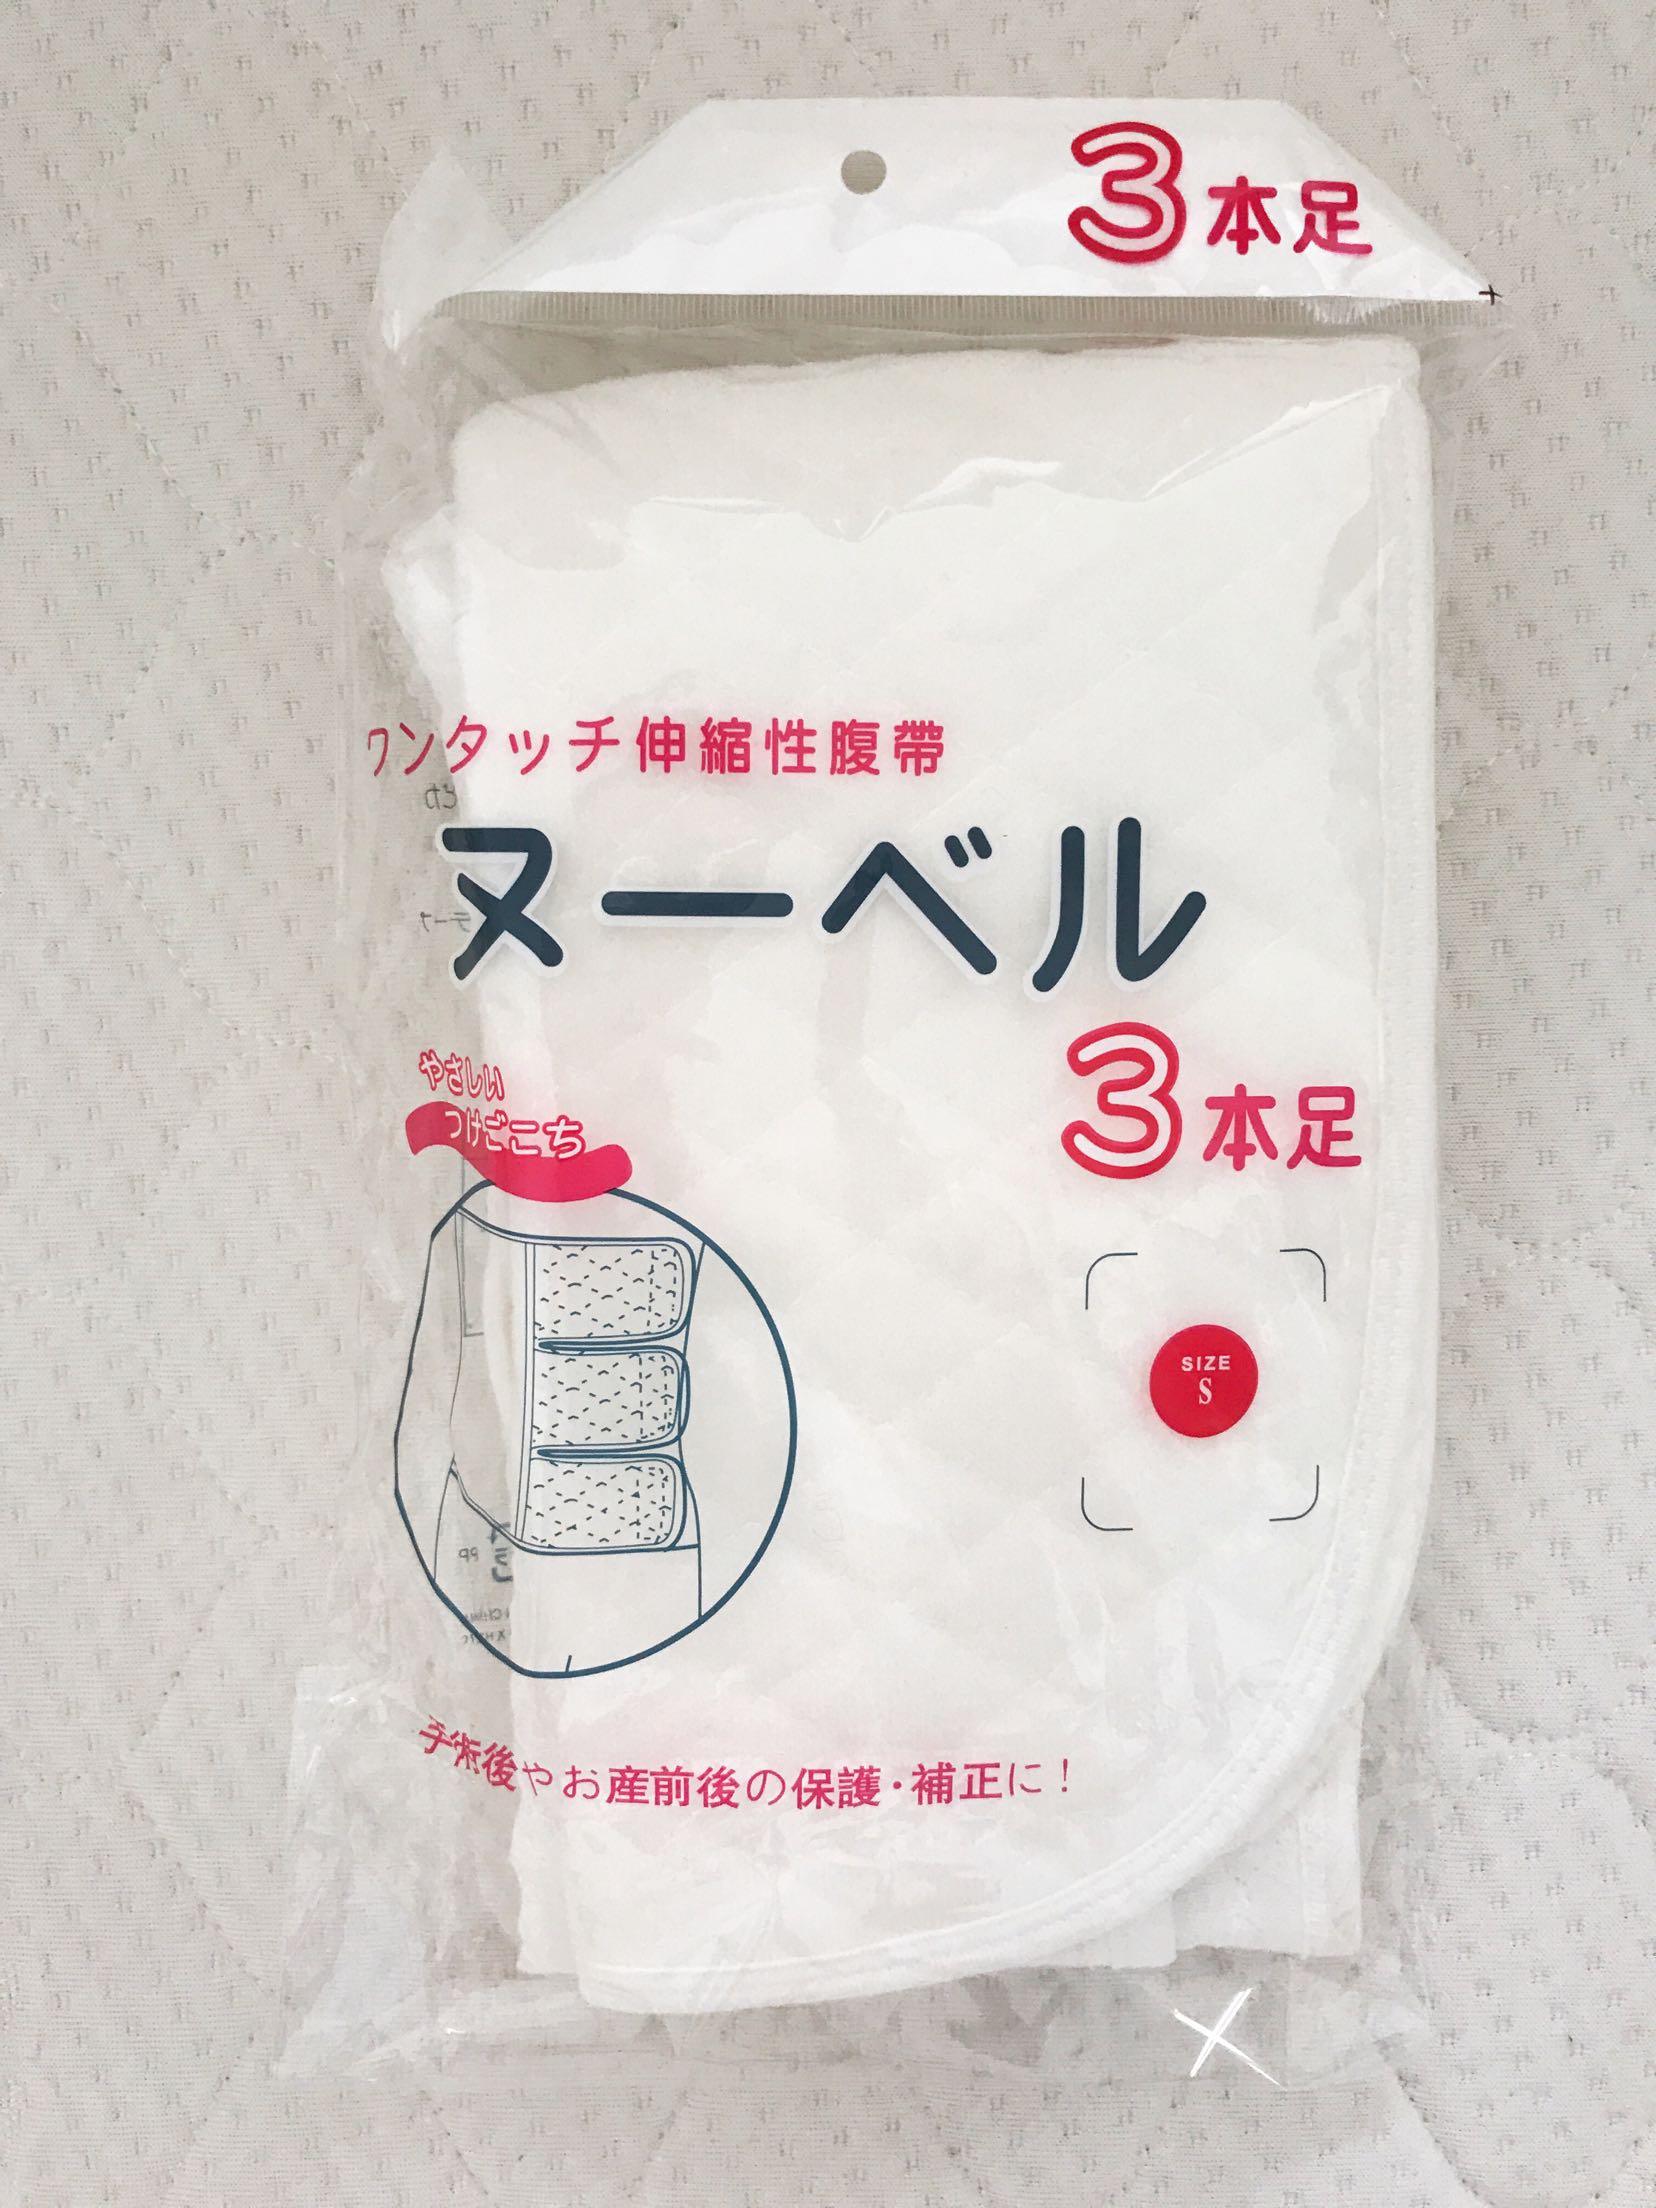 3本足
ワンタッチ伸縮性腹帯
ヌーベル
3本足
やさしい
つけごこち
SIZE
S
手術後やお産前後の保護・補正に！